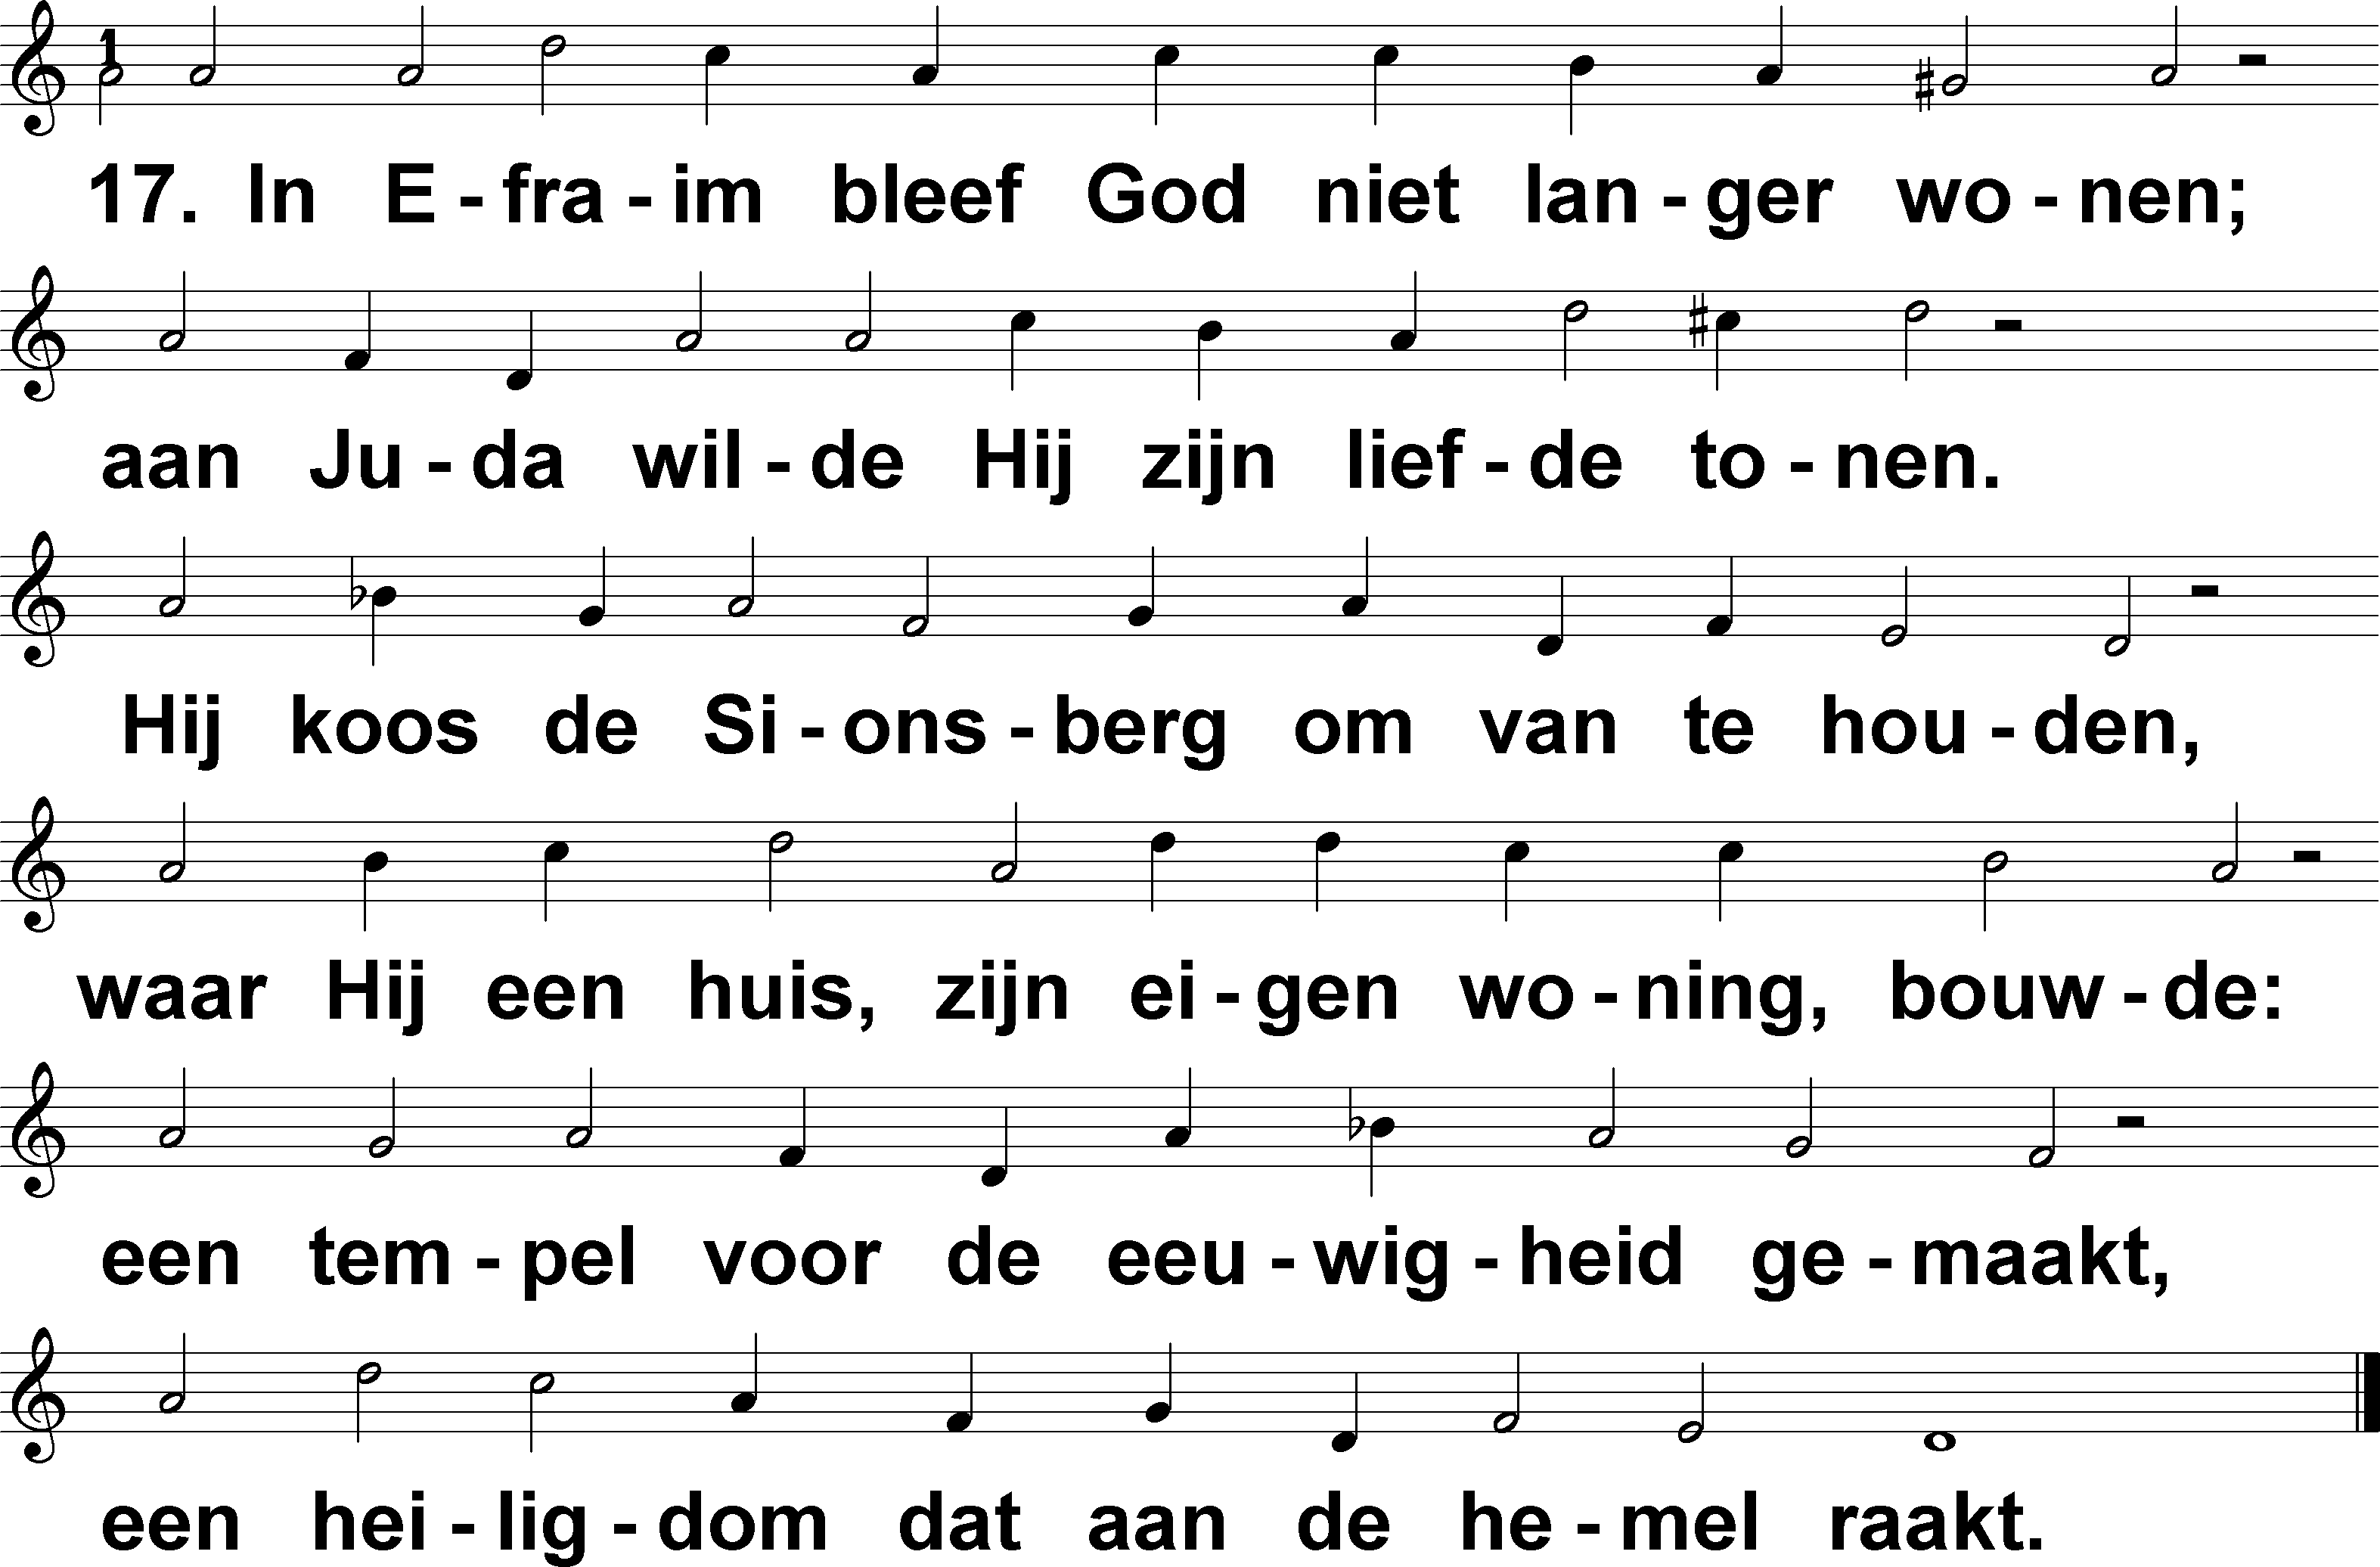 17. In E - fra - im bleef God niet lan - ger wo - nen;
aan Ju - da wil - de Hij zijn lief - de to - nen.
Hij koos de Si - ons - berg om van te hou - den,
waar Hij een huis, zijn ei - gen wo - ning, bouw - de:
een tem - pel voor de eeu - wig - heid ge - maakt,
een hei - lig - dom dat aan de he - mel raakt.